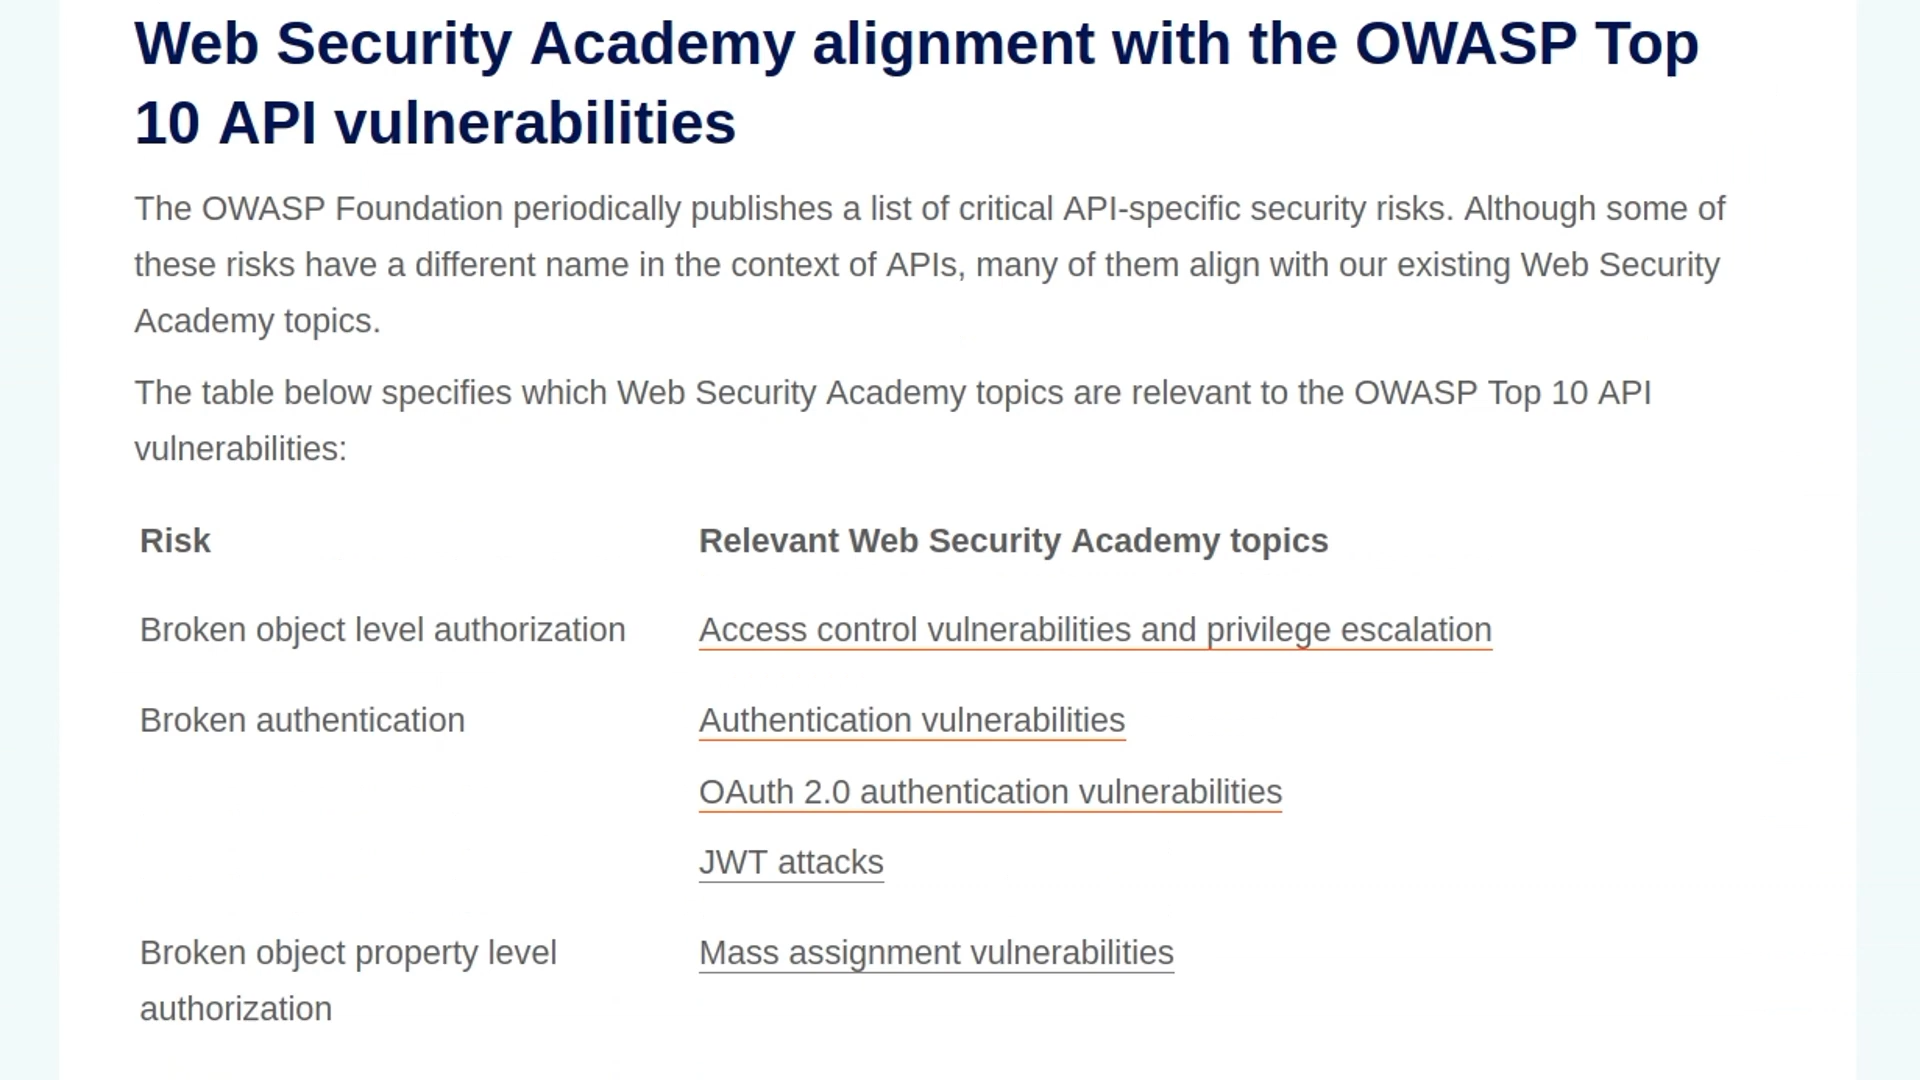 Web Security Academy alignment with the OWASP Top
10 API vulnerabilities
The OWASP Foundation periodically publishes a list of critical API-specific security risks. Although some of
these risks have a different name in the context of APIs, many of them align with our existing Web Security
Academy topics.
The table below specifies which Web Security Academy topics are relevant to the OWASP Top 10 API
vulnerabilities:
Risk Relevant Web Security Academy topics
Broken object level authorization Access control vulnerabilities and privilege escalation
Broken authentication Authentication vulnerabilities
OAuth 2.0 authentication vulnerabilities
JWT attacks
Broken object property level Mass assignment vulnerabilities
authorization